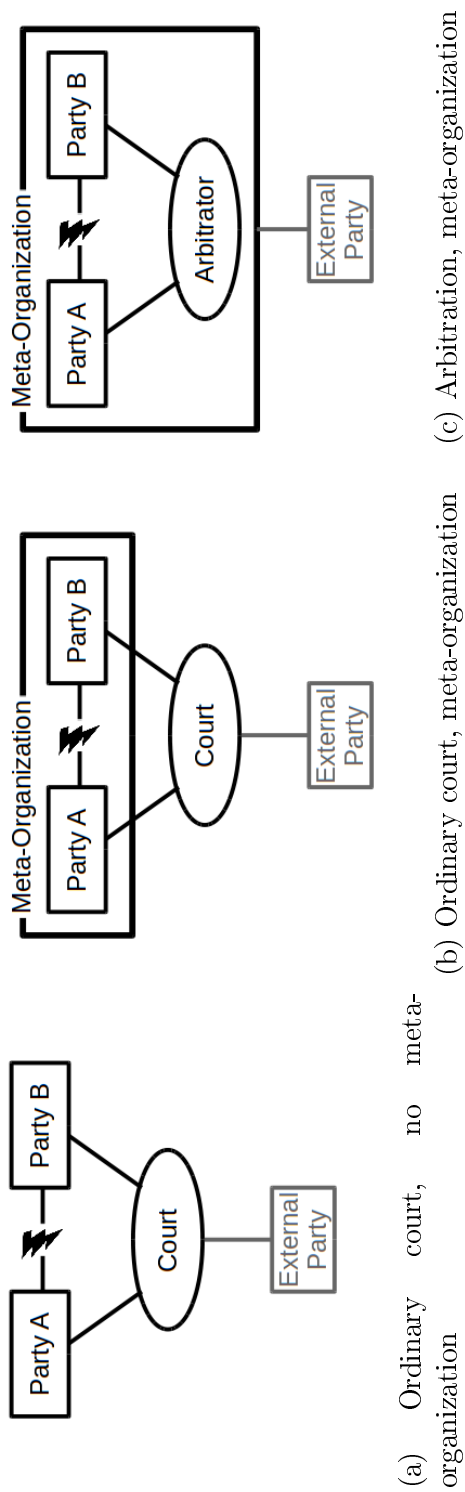 Party A
Party B
Court
External
Party
(a) Ordinary court, no meta-
organization
Meta-Organization
Party A
Party B
Court
External
Party
(b) Ordinary court, meta-organization
Meta-Organization
Party A
Party B
Arbitrator
External
Party
(c) Arbitration, meta-organization